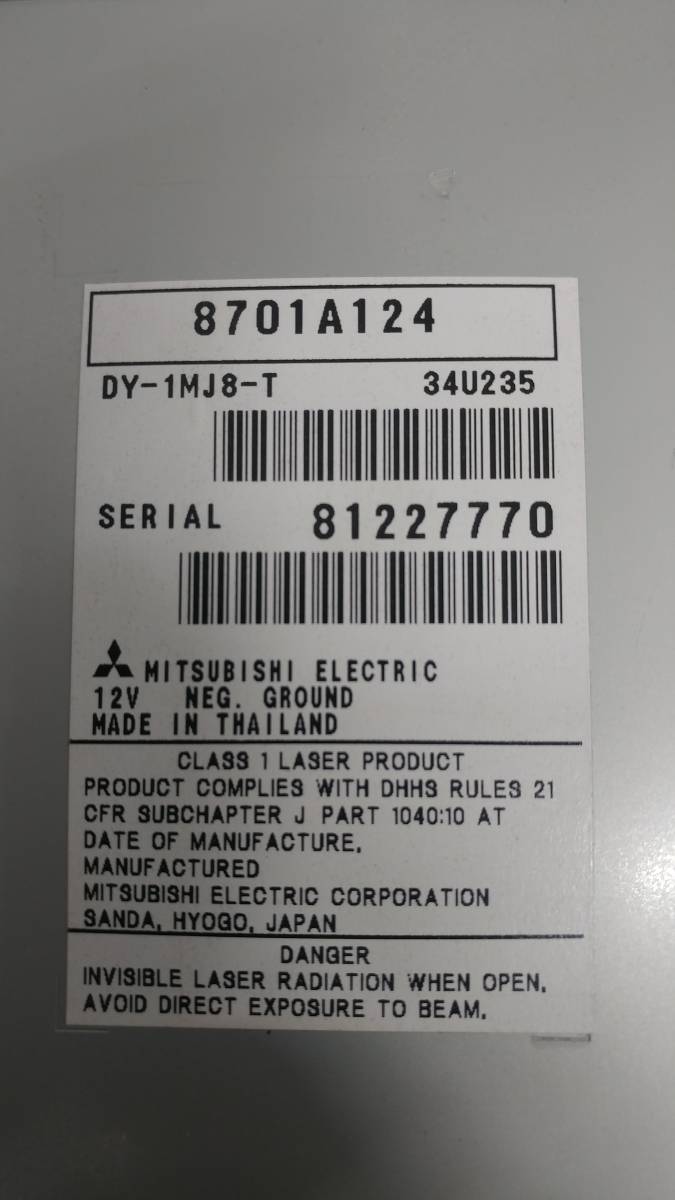 8701A124
DY-1MJ8-T 34U235
SERIAL 81227770
MITSUBISHI ELECTRIC
12V NEG. GROUND
MADE IN THAILAND
CLASS 1 LASER PRODUCT
PRODUCT COMPLIES WITH DHHS RULES 21
CFR SUBCHAPTER J PART 1040:10 AT
DATE OF MANUFACTURE.
MANUFACTURED
MITSUBISHI ELECTRIC CORPORATION
SANDA, HYOGO, JAPAN
DANGER
INVISIBLE LASER RADIATION WHEN OPEN.
AVOID DIRECT EXPOSURE TO BEAM.